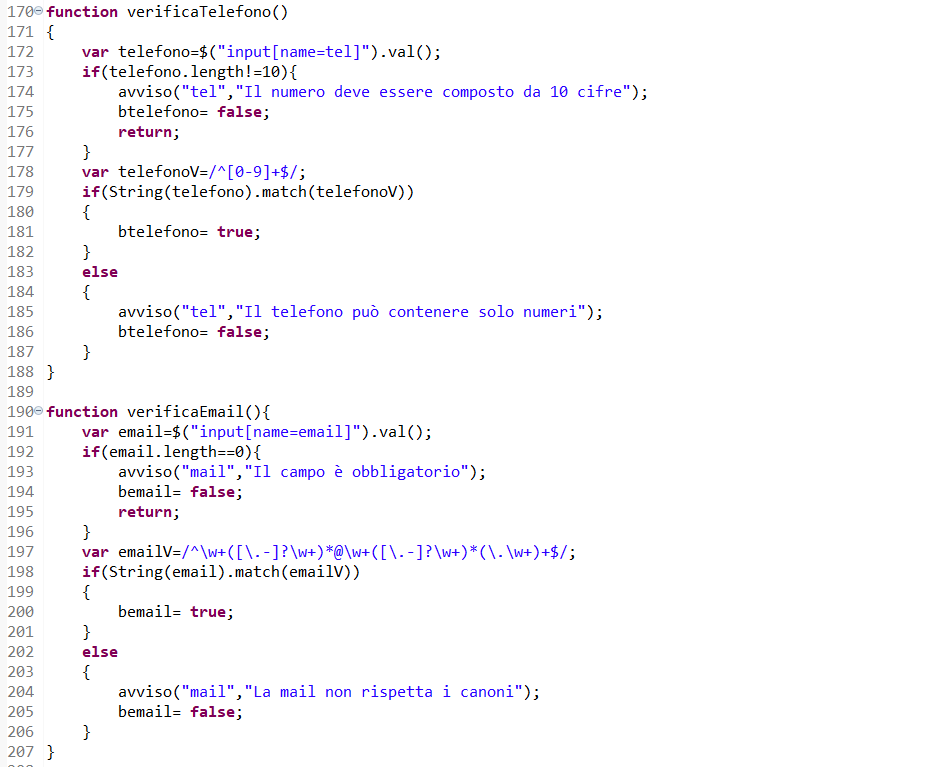 170 function verificaTelefono()
171 {
172     var telefono=$("input[name=tel]").val();
173     if(telefono.length!=10){
174         avviso("tel","Il numero deve essere composto da 10 cifre");
175         btelefono= false;
176         return;
177     }
178     var telefonoV=/^[0-9]+$/;
179     if(String(telefono).match(telefonoV))
180     {
181         btelefono= true;
182     }
183     else
184     {
185         avviso("tel","Il telefono può contenere solo numeri");
186         btelefono= false;
187     }
188 }
189
190 function verificaEmail(){
191     var email=$("input[name=email]").val();
192     if(email.length==0){
193         avviso("mail","Il campo è obbligatorio");
194         bemail= false;
195         return;
196     }
197     var emailV=/^\w+([\.-]?\w+)*@\w+([\.-]?\w+)*(\.\w+)+$/;
198     if(String(email).match(emailV))
199     {
200         bemail= true;
201     }
202     else
203     {
204         avviso("mail","La mail non rispetta i canoni");
205         bemail= false;
206     }
207 }